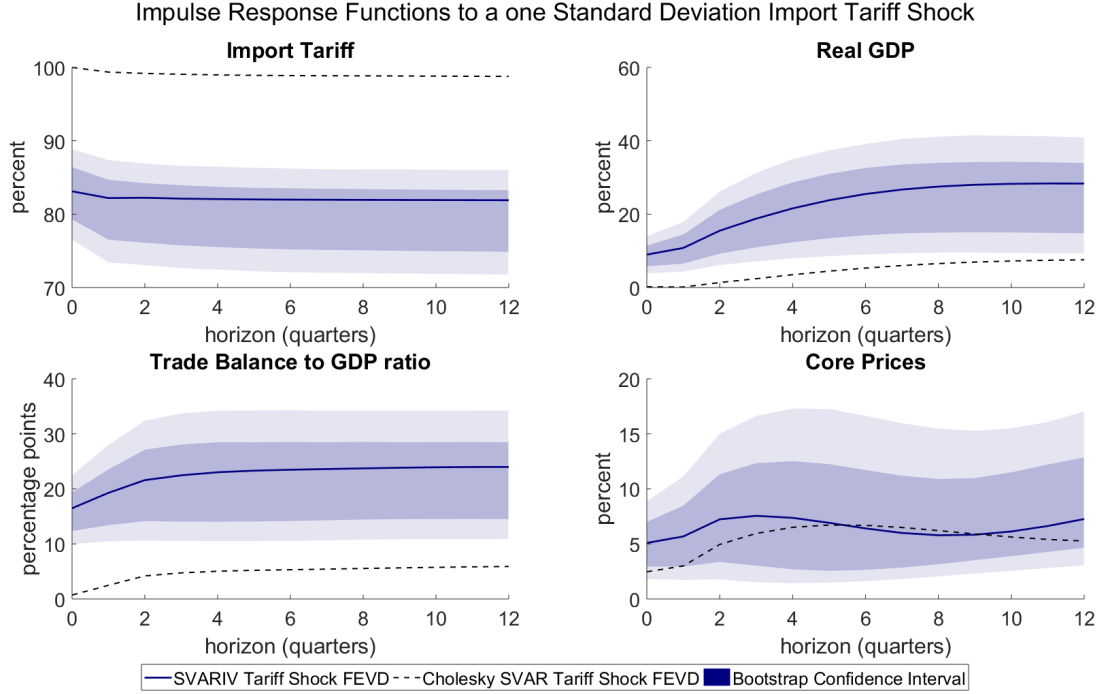 Impulse Response Functions to a one Standard Deviation Import Tariff Shock
Import Tariff
100
90
80
70
percent
0 2 4 6 8 10 12
horizon (quarters)
Real GDP
60
40
20
0
percent
0 2 4 6 8 10 12
horizon (quarters)
Trade Balance to GDP ratio
40
30
20
10
0
percentage points
0 2 4 6 8 10 12
horizon (quarters)
Core Prices
20
15
10
5
0
percent
0 2 4 6 8 10 12
horizon (quarters)
SVARIV Tariff Shock FEVD Cholesky SVAR Tariff Shock FEVD Bootstrap Confidence Interval